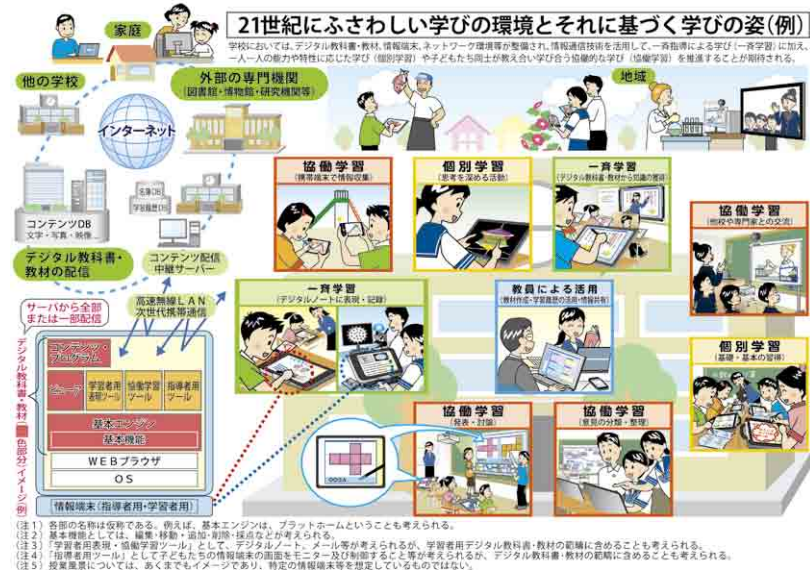 21世紀にふさわしい学びの環境とそれに基づく学びの姿(例)
学校においては、デジタル教科書・教材、情報端末、ネットワーク環境等が整備され、情報通信技術を活用して、一斉指導による学び(一斉学習)に加え、
一人一人の能力や特性に応じた学び(個別学習)や子どもたち同士が教え合い学び合う協働的な学び(協働学習)を推進することが期待される。
家庭
他の学校
外部の専門機関
(図書館・博物館・研究機関等)
地域
インターネット
名簿DB
学習履歴DB
コンテンツDB
文字・写真・映像...
デジタル教科書・
教材の配信
コンテンツ配信
中継サーバー
高速無線LAN
次世代携帯通信
サーバから全部
または一部配信
デジタル教科書・教材(色部分)イメージ(例)
コンテンツ・
プログラム
ビューア
学習者用
表現ツール
協働学習
ツール
指導者用
ツール
基本エンジン
基本機能
WEBブラウザ
OS
情報端末(指導者用・学習者用)
協働学習
(携帯端末で情報収集)
個別学習
(思考を深める活動)
一斉学習
(デジタル教科書・教材から知識の獲得)
協働学習
(他校や専門家との交流)
一斉学習
(デジタルノートに表現・記録)
教員による活用
(教材作成・学習履歴の活用・情報共有)
個別学習
(基礎・基本の習得)
協働学習
(発表・討論)
協働学習
(意見の分類・整理)
(注1)各部の名称は仮称である。例えば、基本エンジンは、プラットホームということも考えられる。
(注2)基本機能としては、編集・移動・追加・削除・採点などが考えられる。
(注3)「学習者用表現・協働学習ツール」として、デジタルノート、メール等が考えられるが、学習者用デジタル教科書・教材の範疇に含めることも考えられる。
(注4)「指導者用ツール」として子どもたちの情報端末の画面をモニター及び制御すること等が考えられるが、デジタル教科書・教材の範疇に含めることも考えられる。
(注5)授業風景については、あくまでもイメージであり、特定の情報端末等を想定しているものではない。